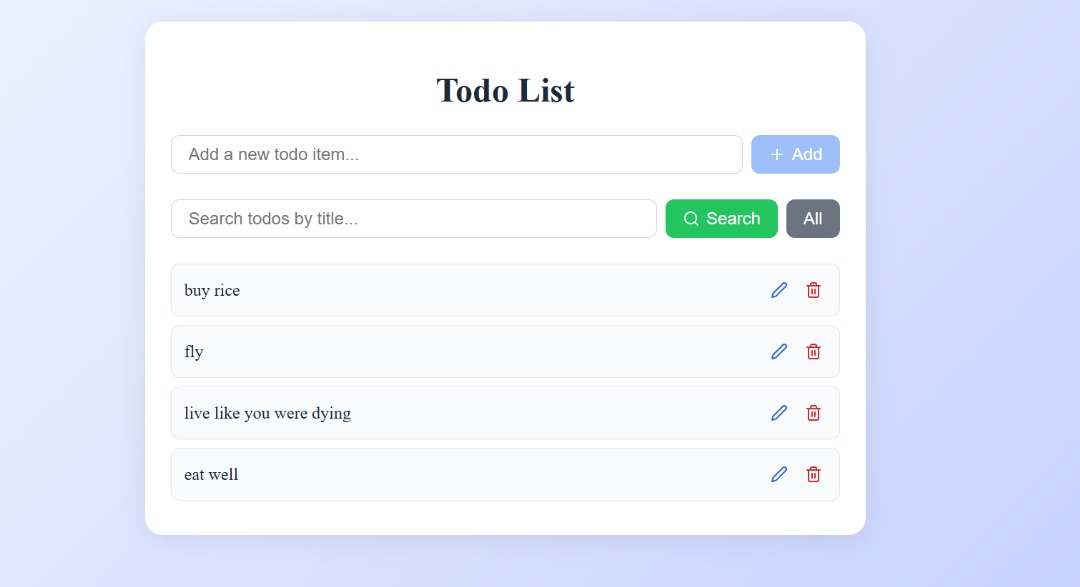 Todo List
Add a new todo item...
Add
Search todos by title...
Search
All
buy rice
fly
live like you were dying
eat well